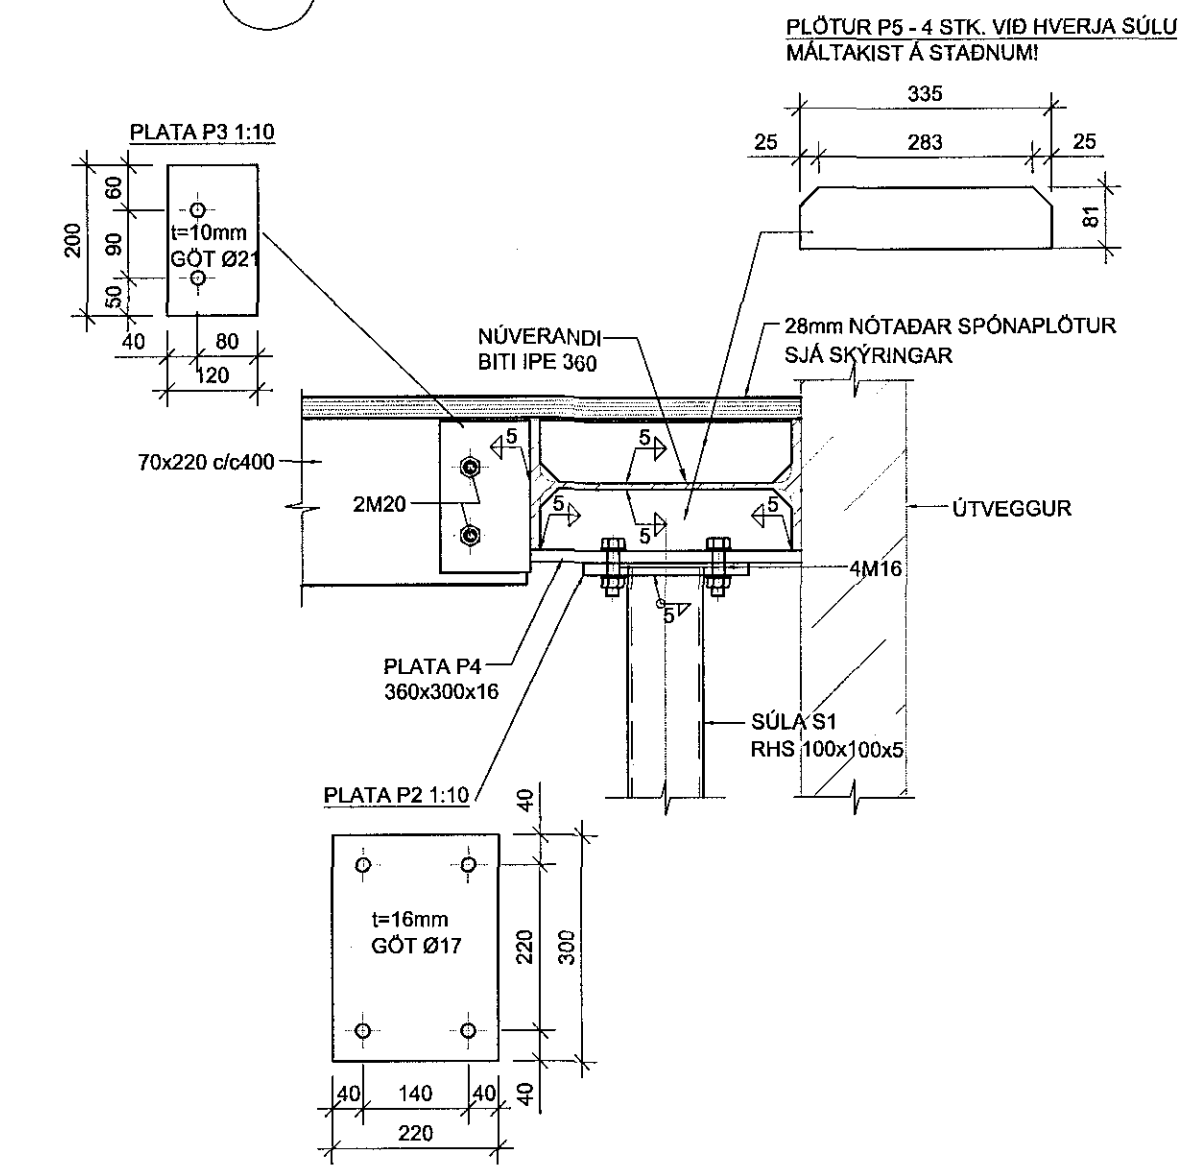 PLÖTUR P5 - 4 STK. VIÐ HVERJA SÚLU
MÁLTAKIST Á STAÐNUM!
335
25
283
25
81
PLATA P3 1:10
60
90
50
200
t=10mm
GÖT Ø21
40
80
120
NÚVERANDI
BITI IPE 360
28mm NÓTAÐAR SPÓNAPLÖTUR
SJÁ SKÝRINGAR
70x220 c/c400
2M20
5
5
5
5
5
5
ÚTVEGGUR
4M16
PLATA P4
360x300x16
SÚLA S1
RHS 100x100x5
PLATA P2 1:10
40
220
300
40
t=16mm
GÖT Ø17
40
140
40
220